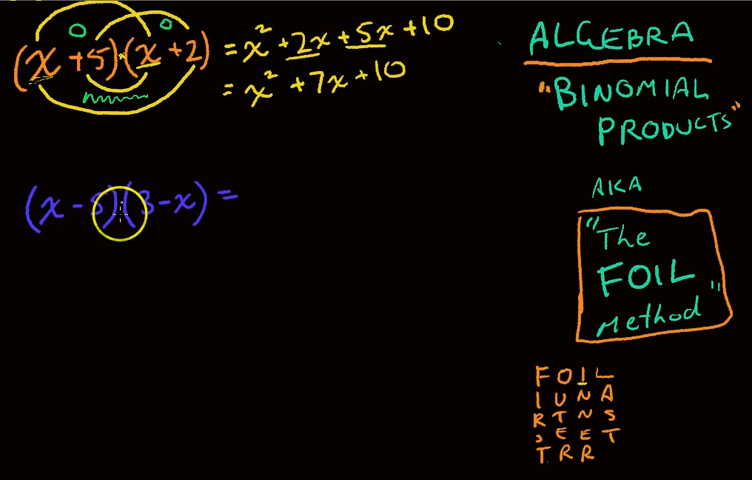 (x + 5)(x + 2) = x² + 2x + 5x + 10
= x² + 7x + 10
(x - 5)(3 - x) =
ALGEBRA
"BINOMIAL
PRODUCTS"
AKA
"The
FOIL
Method"
F O I L
I U N A
R T N S
S E E T
T R R